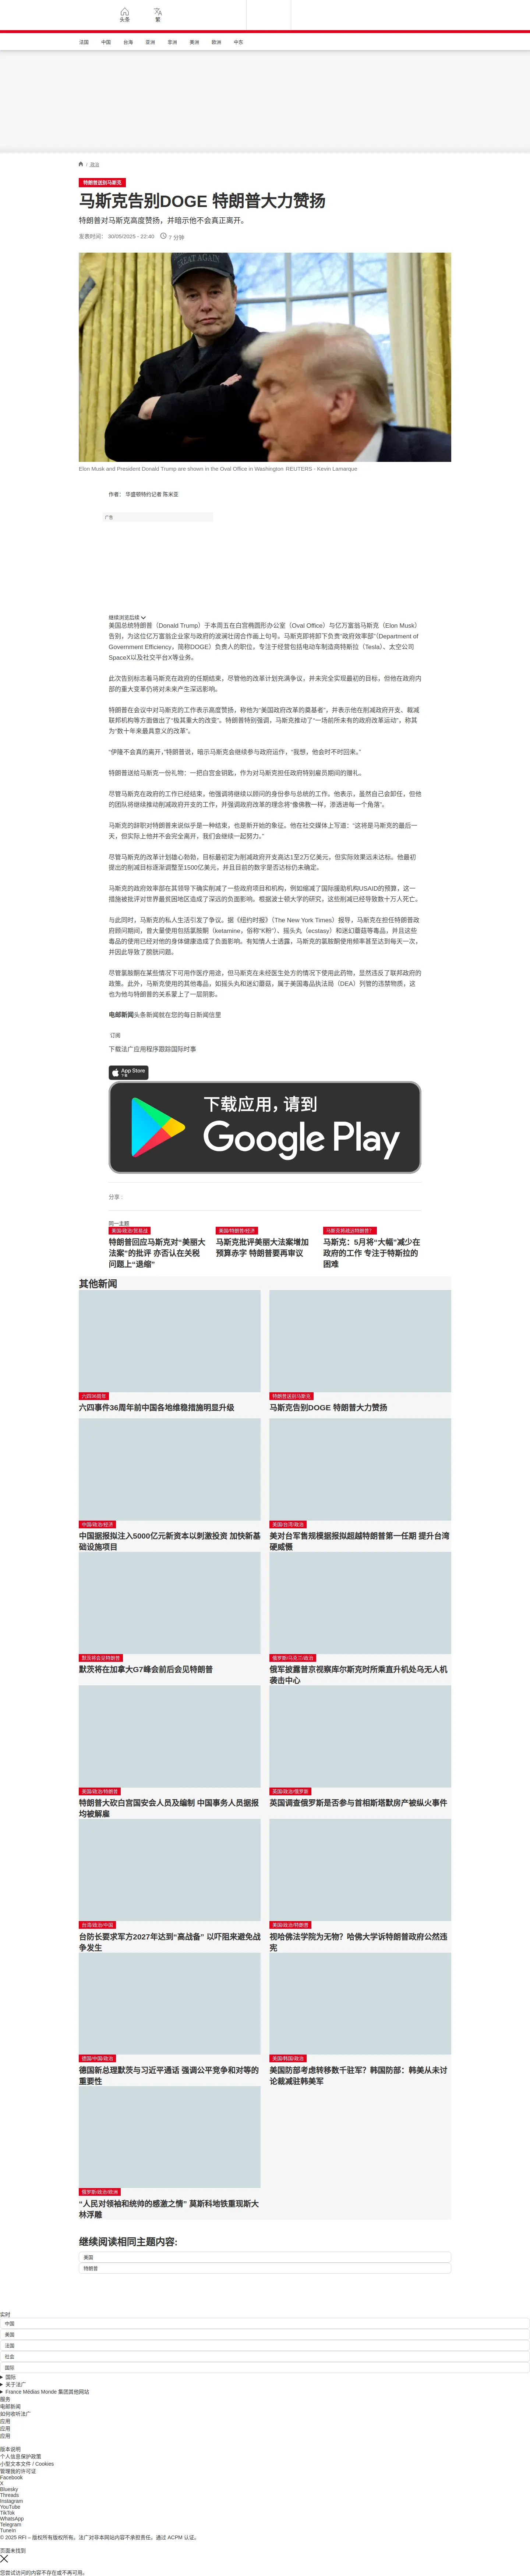 头条
繁
法国
中国
台海
亚洲
非洲
美洲
欧洲
中东
/ 政治
特朗普送别马斯克
马斯克告别DOGE 特朗普大力赞扬
特朗普对马斯克高度赞扬，并暗示他不会真正离开。
发表时间： 30/05/2025 - 22:40 7 分钟
Elon Musk and President Donald Trump are shown in the Oval Office in Washington REUTERS - Kevin Lamarque
作者： 华盛顿特约记者 陈米亚
广告
继续浏览后续
美国总统特朗普（Donald Trump）于本周五在白宫椭圆形办公室（Oval Office）与亿万富翁马斯克（Elon Musk）
告别，为这位亿万富翁企业家与政府的波澜壮阔合作画上句号。马斯克即将卸下负责“政府效率部”（Department of
Government Efficiency，简称DOGE）负责人的职位，专注于经营包括电动车制造商特斯拉（Tesla）、太空公司
SpaceX以及社交平台X等业务。
此次告别标志着马斯克在政府的任期结束，尽管他的改革计划充满争议，并未完全实现最初的目标，但他在政府内
部的重大变革仍将对未来产生深远影响。
特朗普在会议中对马斯克的工作表示高度赞扬，称他为“美国政府改革的奠基者”，并表示他在削减政府开支、裁减
联邦机构等方面做出了“极其重大的改变”。特朗普特别强调，马斯克推动了“一场前所未有的政府改革运动”，称其
为“数十年来最具意义的改革”。
“伊隆不会真的离开，”特朗普说，暗示马斯克会继续参与政府运作，“我想，他会时不时回来。”
特朗普送给马斯克一份礼物：一把白宫金钥匙，作为对马斯克担任政府特别雇员期间的赠礼。
尽管马斯克在政府的工作已经结束，他强调将继续以顾问的身份参与总统的工作。他表示，虽然自己会卸任，但他
的团队将继续推动削减政府开支的工作，并强调政府改革的理念将“像佛教一样，渗透进每一个角落”。
马斯克的辞职对特朗普来说似乎是一种结束，也是新开始的象征。他在社交媒体上写道：“这将是马斯克的最后一
天，但实际上他并不会完全离开，我们会继续一起努力。”
尽管马斯克的改革计划雄心勃勃，目标最初定为削减政府开支高达1至2万亿美元，但实际效果远未达标。他最初
提出的削减目标逐渐调整至1500亿美元，并且目前的数字是否达标仍未确定。
马斯克的政府效率部在其领导下确实削减了一些政府项目和机构，例如缩减了国际援助机构USAID的预算，这一
措施被批评对世界最贫困地区造成了深远的负面影响。根据波士顿大学的研究，这些削减已经导致数十万人死亡。
与此同时，马斯克的私人生活引发了争议。据《纽约时报》（The New York Times）报导，马斯克在担任特朗普政
府顾问期间，曾大量使用包括氯胺酮（ketamine，俗称“K粉”）、摇头丸（ecstasy）和迷幻蘑菇等毒品，并且这些
毒品的使用已经对他的身体健康造成了负面影响。有知情人士透露，马斯克的氯胺酮使用频率甚至达到每天一次，
并因此导致了膀胱问题。
尽管氯胺酮在某些情况下可用作医疗用途，但马斯克在未经医生处方的情况下使用此药物，显然违反了联邦政府的
政策。此外，马斯克使用的其他毒品，如摇头丸和迷幻蘑菇，属于美国毒品执法局（DEA）列管的违禁物质，这
也为他与特朗普的关系蒙上了一层阴影。
电邮新闻头条新闻就在您的每日新闻信里
订阅
下载法广应用程序跟踪国际时事
App Store
下载
下载应用，请到
Google Play
分享 :
同一主题
美国/政治/贸易战
特朗普回应马斯克对“美丽大
法案”的批评 亦否认在关税
问题上“退缩”
美国/特朗普/经济
马斯克批评美丽大法案增加
预算赤字 特朗普要再审议
马斯克将疏远特朗普？
马斯克：5月将“大幅”减少在
政府的工作 专注于特斯拉的
困难
其他新闻
六四36周年
六四事件36周年前中国各地维稳措施明显升级
特朗普送别马斯克
马斯克告别DOGE 特朗普大力赞扬
中国/政治/经济
中国据报拟注入5000亿元新资本以刺激投资 加快新基
础设施项目
美国/台湾/政治
美对台军售规模据报拟超越特朗普第一任期 提升台湾
硬威慑
默茨将会见特朗普
默茨将在加拿大G7峰会前后会见特朗普
俄罗斯/乌克兰/政治
俄军披露普京视察库尔斯克时所乘直升机处乌无人机
袭击中心
美国/政治/特朗普
特朗普大砍白宫国安会人员及编制 中国事务人员据报
均被解雇
英国/政治/俄罗斯
英国调查俄罗斯是否参与首相斯塔默房产被纵火事件
台湾/政治/中国
台防长要求军方2027年达到“高战备” 以吓阻来避免战
争发生
美国/政治/特朗普
视哈佛法学院为无物？哈佛大学诉特朗普政府公然违
宪
德国/中国/政治
德国新总理默茨与习近平通话 强调公平竞争和对等的
重要性
美国/韩国/政治
美国防部考虑转移数千驻军？韩国防部：韩美从未讨
论裁减驻韩美军
俄罗斯/政治/欧洲
“人民对领袖和统帅的感激之情” 莫斯科地铁重现斯大
林浮雕
继续阅读相同主题内容:
美国
特朗普
实时
中国
美国
法国
社会
国际
国际
关于法广
France Médias Monde 集团其他网站
服务
电邮新闻
如何收听法广
应用
应用
应用
版本说明
个人信息保护政策
小型文本文件 / Cookies
管理我的许可证
Facebook
X
Bluesky
Threads
Instagram
YouTube
TikTok
WhatsApp
Telegram
TuneIn
© 2025 RFI – 版权所有版权所有。法广对非本网站内容不承担责任。通过 ACPM 认证。
页面未找到
您尝试访问的内容不存在或不再可用。